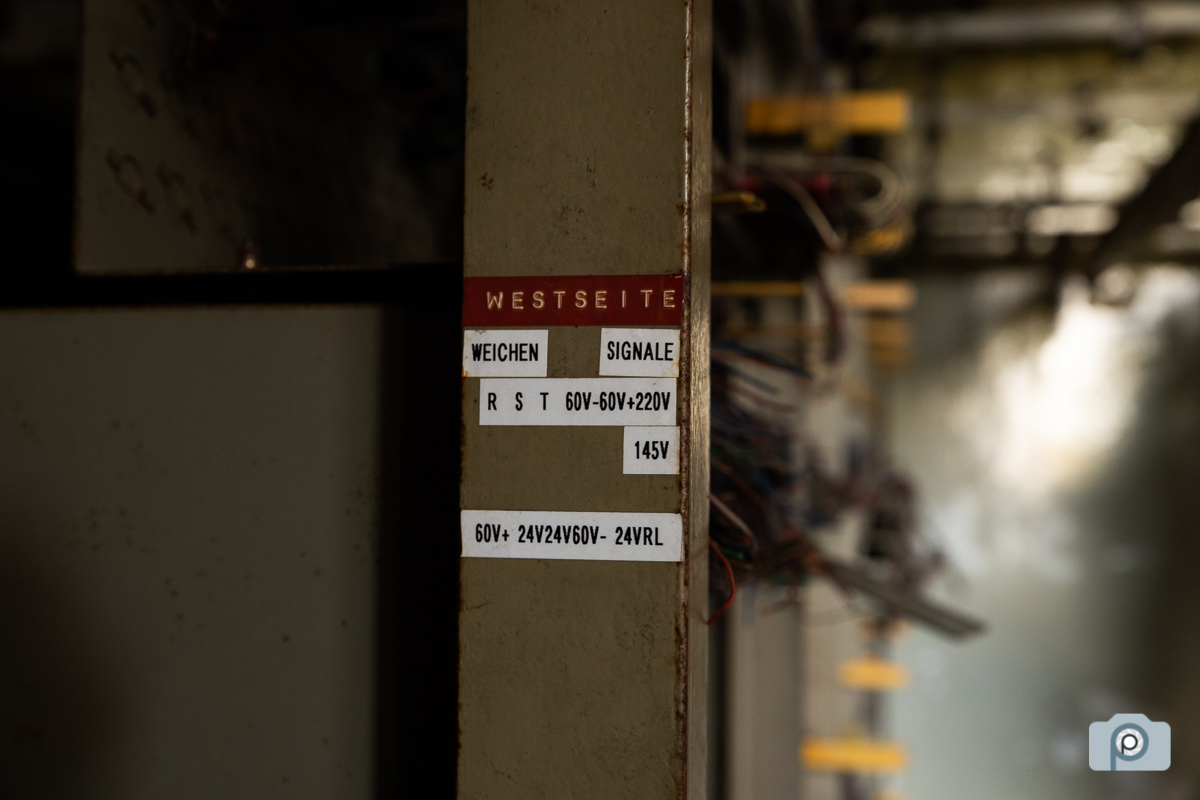 WESTSEITE
WEICHEN SIGNALE
R S T 60V-60V+220V
145V
60V+ 24V24V60V- 24VRL